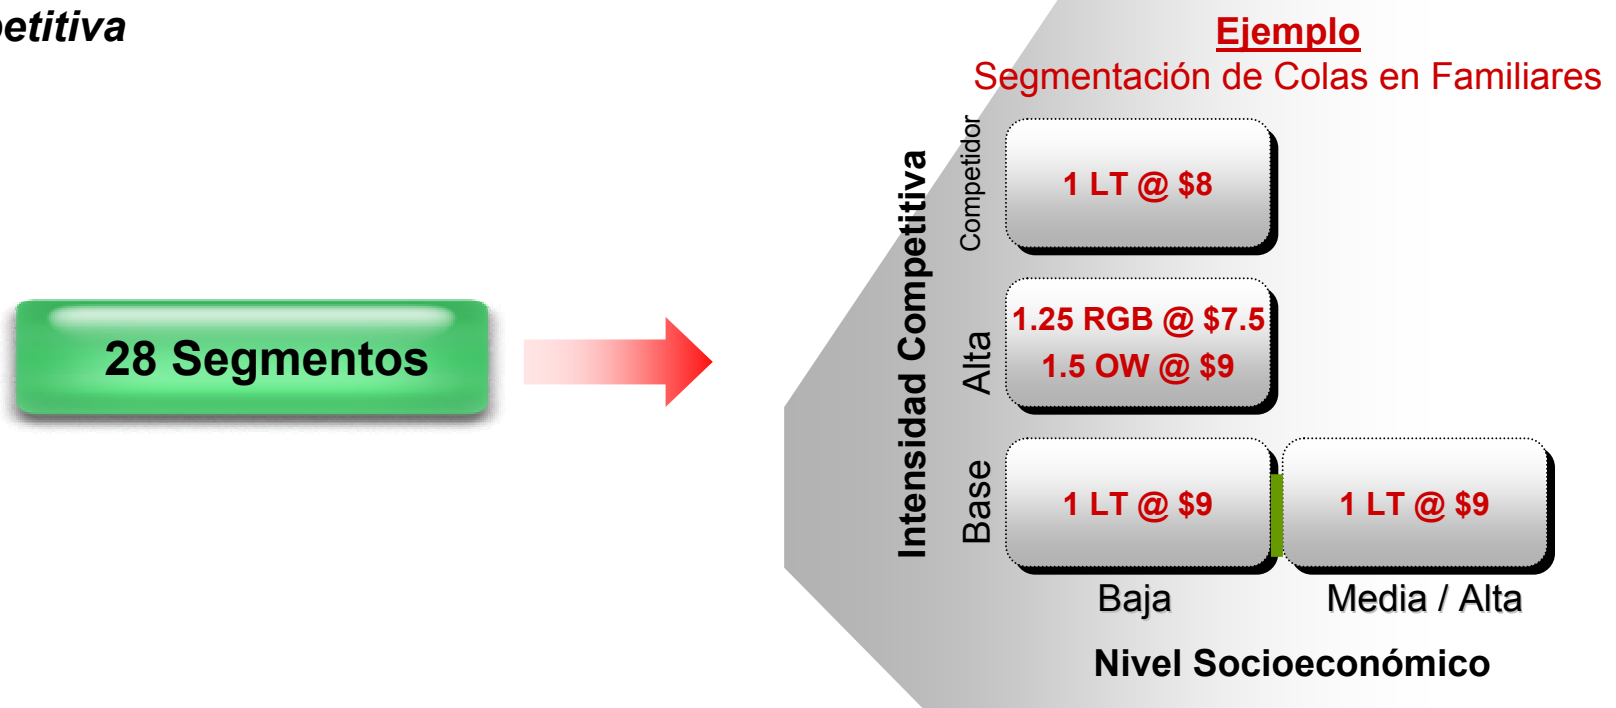 Ejemplo
Segmentación de Colas en Familiares
28 Segmentos
Intensidad Competitiva
Competidor
1 LT @ $8
Alta
1.25 RGB @ $7.5
1.5 OW @ $9
Base
1 LT @ $9
1 LT @ $9
Baja
Media / Alta
Nivel Socioeconómico